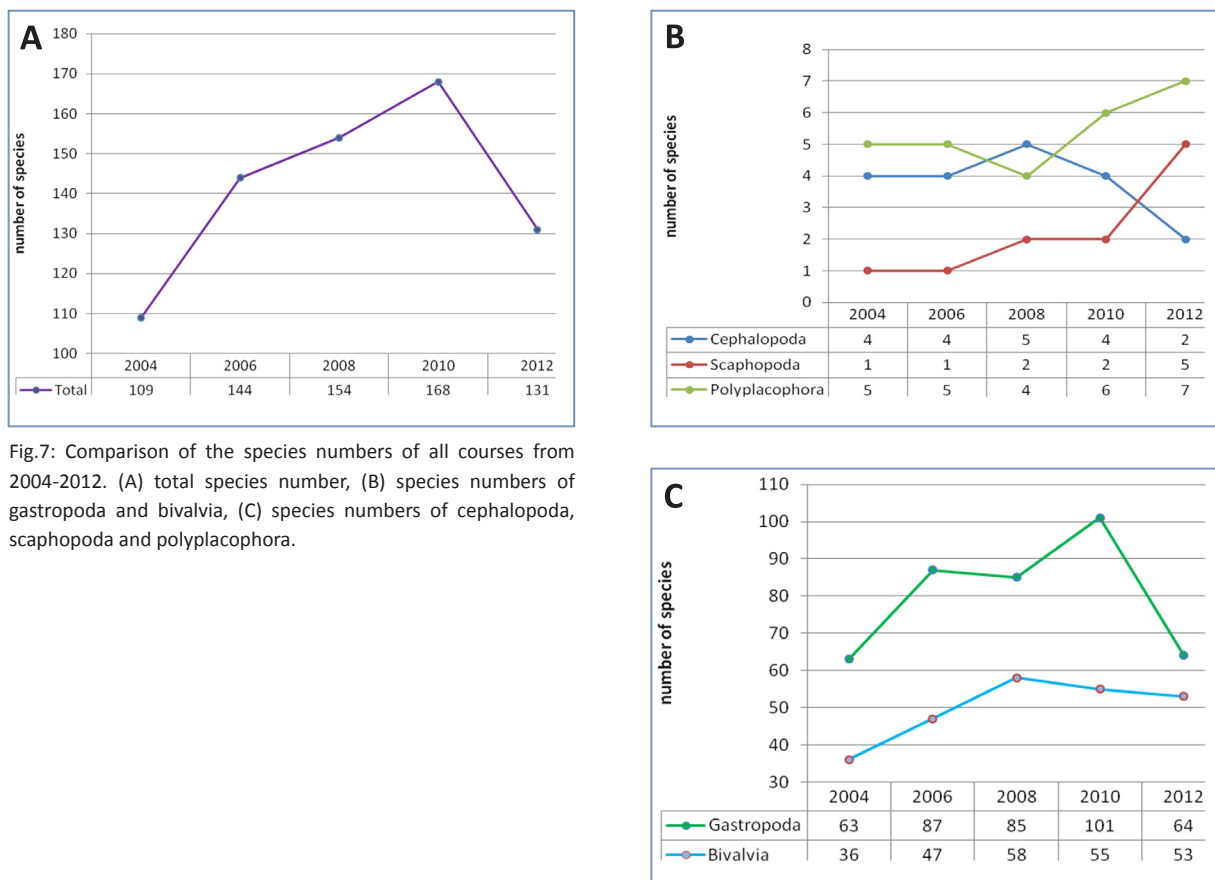 A
number of species
180
170
160
150
140
130
120
110
100
2004 2006 2008 2010 2012
Total 109 144 154 168 131
Fig.7: Comparison of the species numbers of all courses from
2004-2012. (A) total species number, (B) species numbers of
gastropoda and bivalvia, (C) species numbers of cephalopoda,
scaphopoda and polyplacophora.
B
number of species
8
7
6
5
4
3
2
1
0
2004 2006 2008 2010 2012
Cephalopoda 4 4 5 4 2
Scaphopoda 1 1 2 2 5
Polyplacophora 5 5 4 6 7
C
number of species
110
100
90
80
70
60
50
40
30
2004 2006 2008 2010 2012
Gastropoda 63 87 85 101 64
Bivalvia 36 47 58 55 53